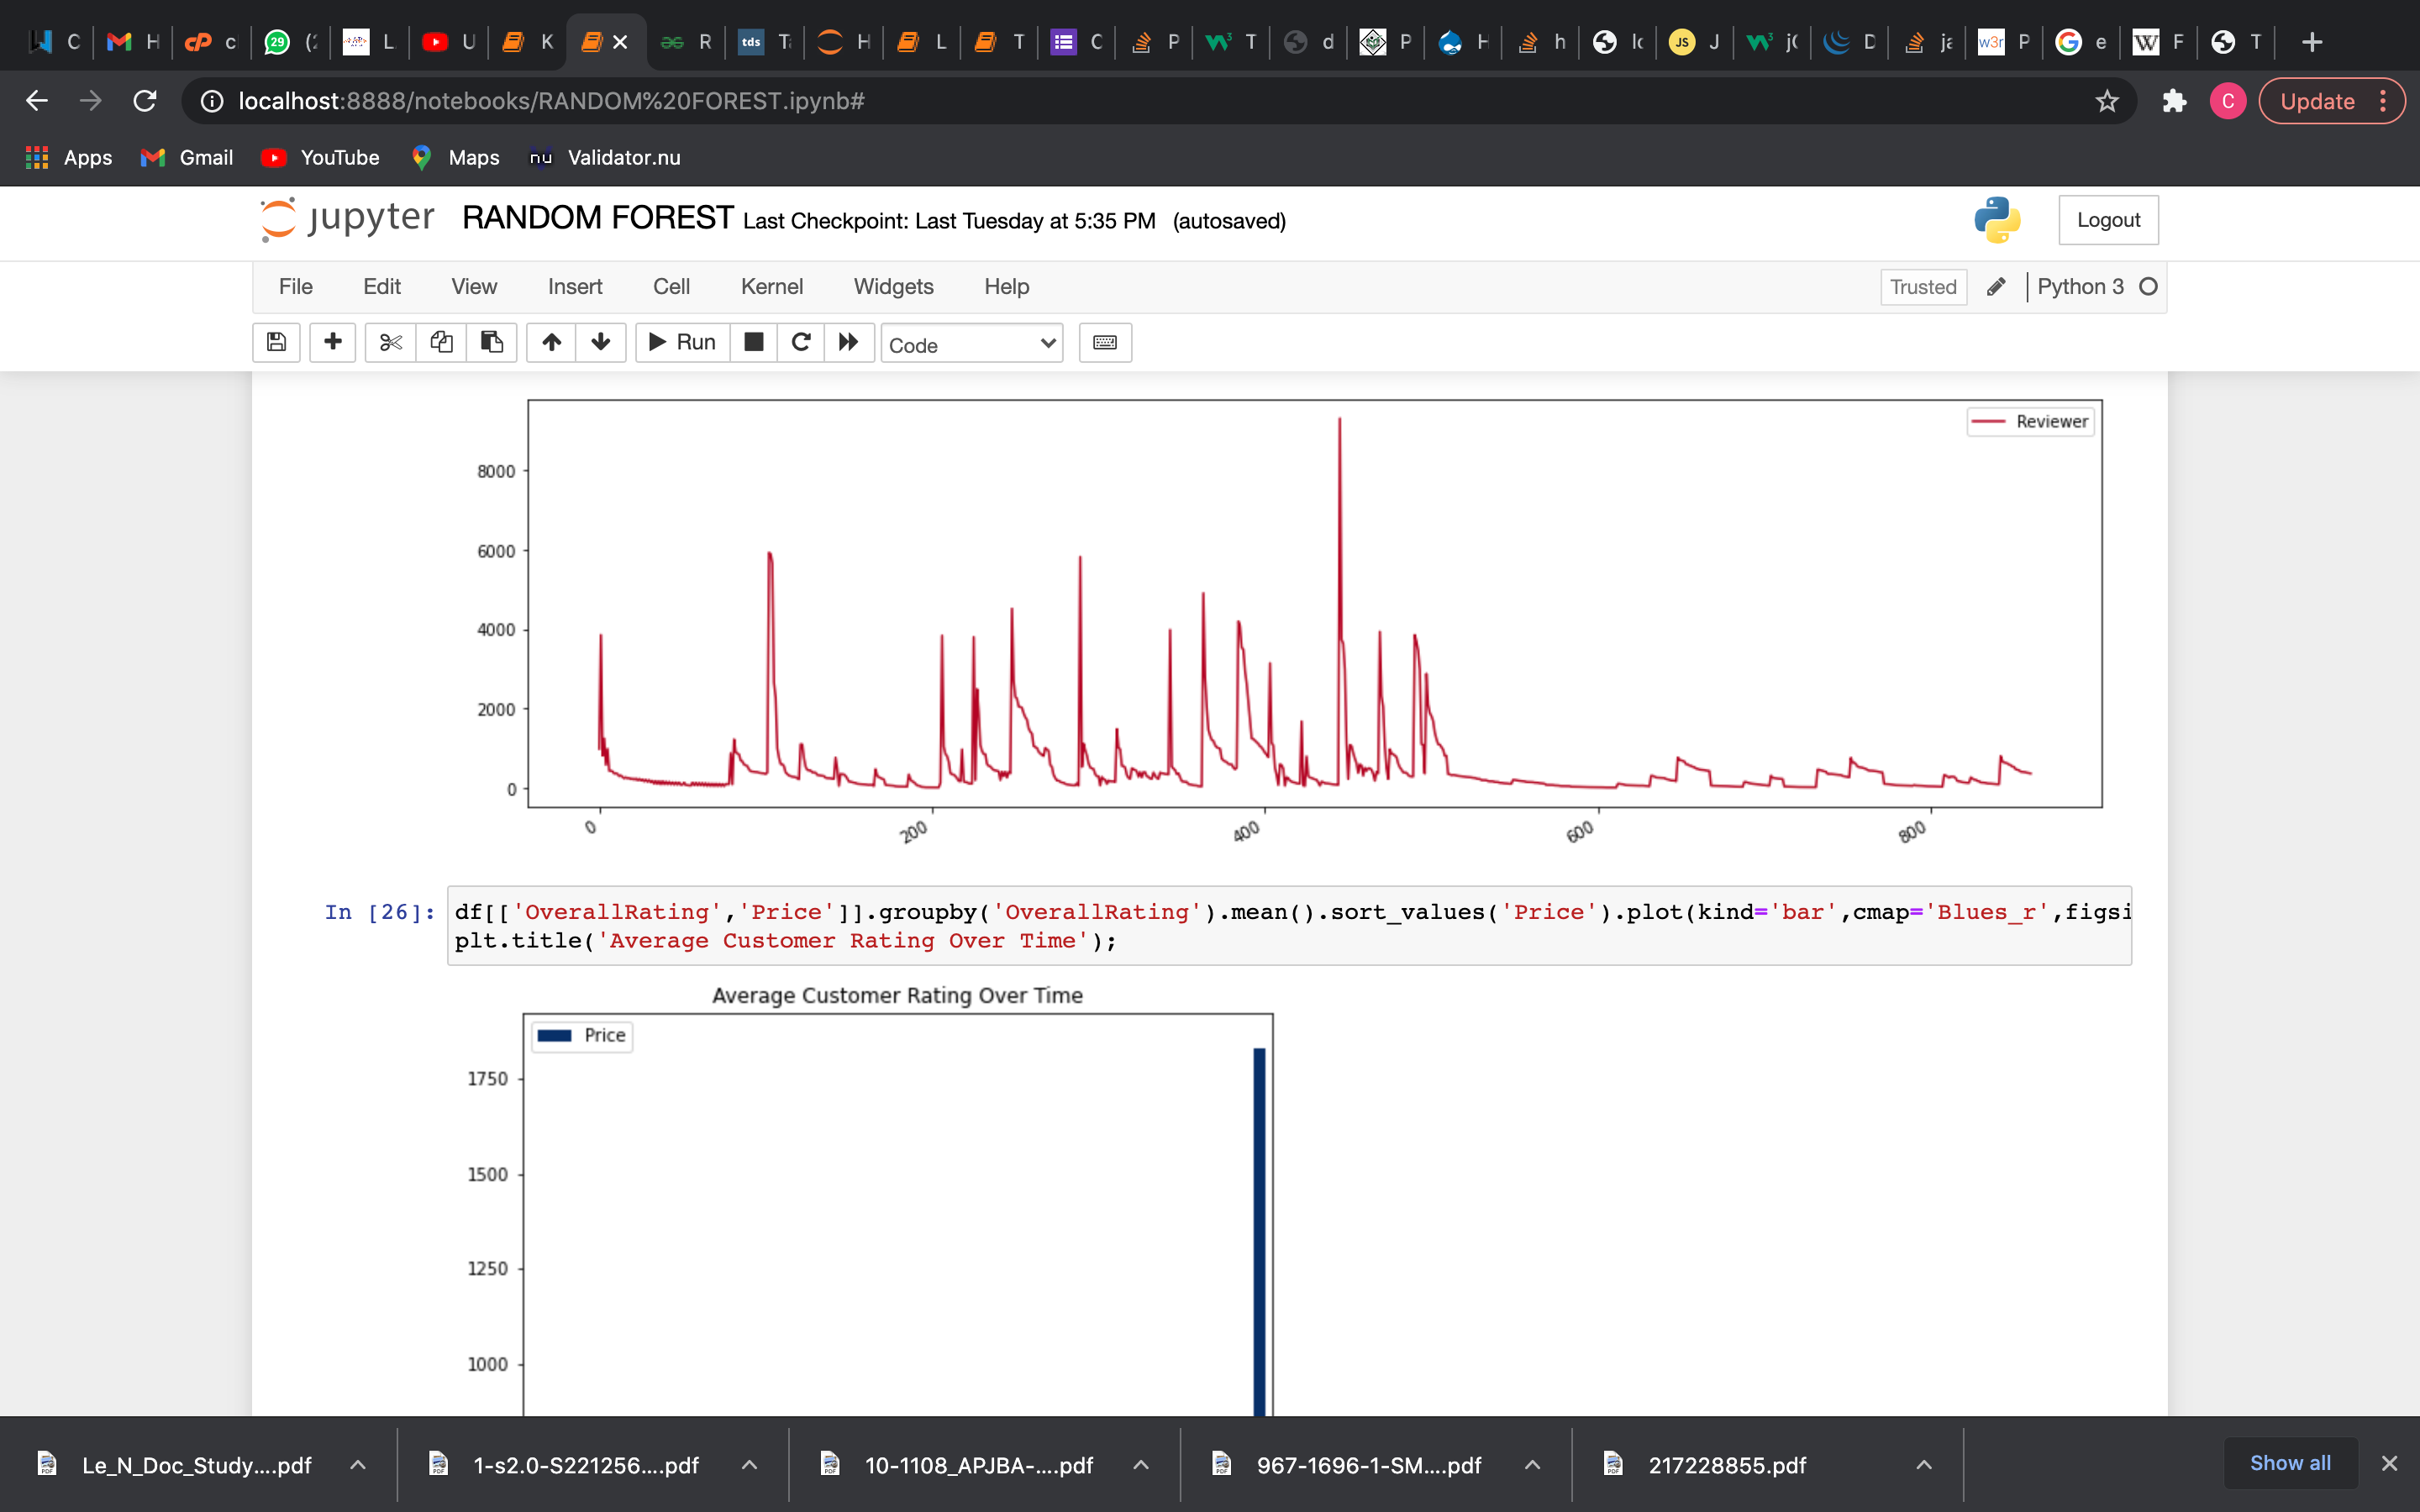 C H c 29 L U K R tds T H L T C P T d P H h JS J D w3r P e W F T
localhost:8888/notebooks/RANDOM%20FOREST.ipynb#
C Update
Apps Gmail YouTube Maps nu Validator.nu
jupyter RANDOM FOREST Last Checkpoint: Last Tuesday at 5:35 PM (autosaved) Logout
File Edit View Insert Cell Kernel Widgets Help Trusted Python 3
Run Code
Reviewer
8000
6000
4000
2000
0
0 200 400 600 800
In [26]: df[['OverallRating','Price']].groupby('OverallRating').mean().sort_values('Price').plot(kind='bar',cmap='Blues_r',figsi
plt.title('Average Customer Rating Over Time');
Average Customer Rating Over Time
Price
1750
1500
1250
1000
Le_N_Doc_Study....pdf 1-s2.0-S221256....pdf 10-1108_APJBA-....pdf 967-1696-1-SM....pdf 217228855.pdf Show all